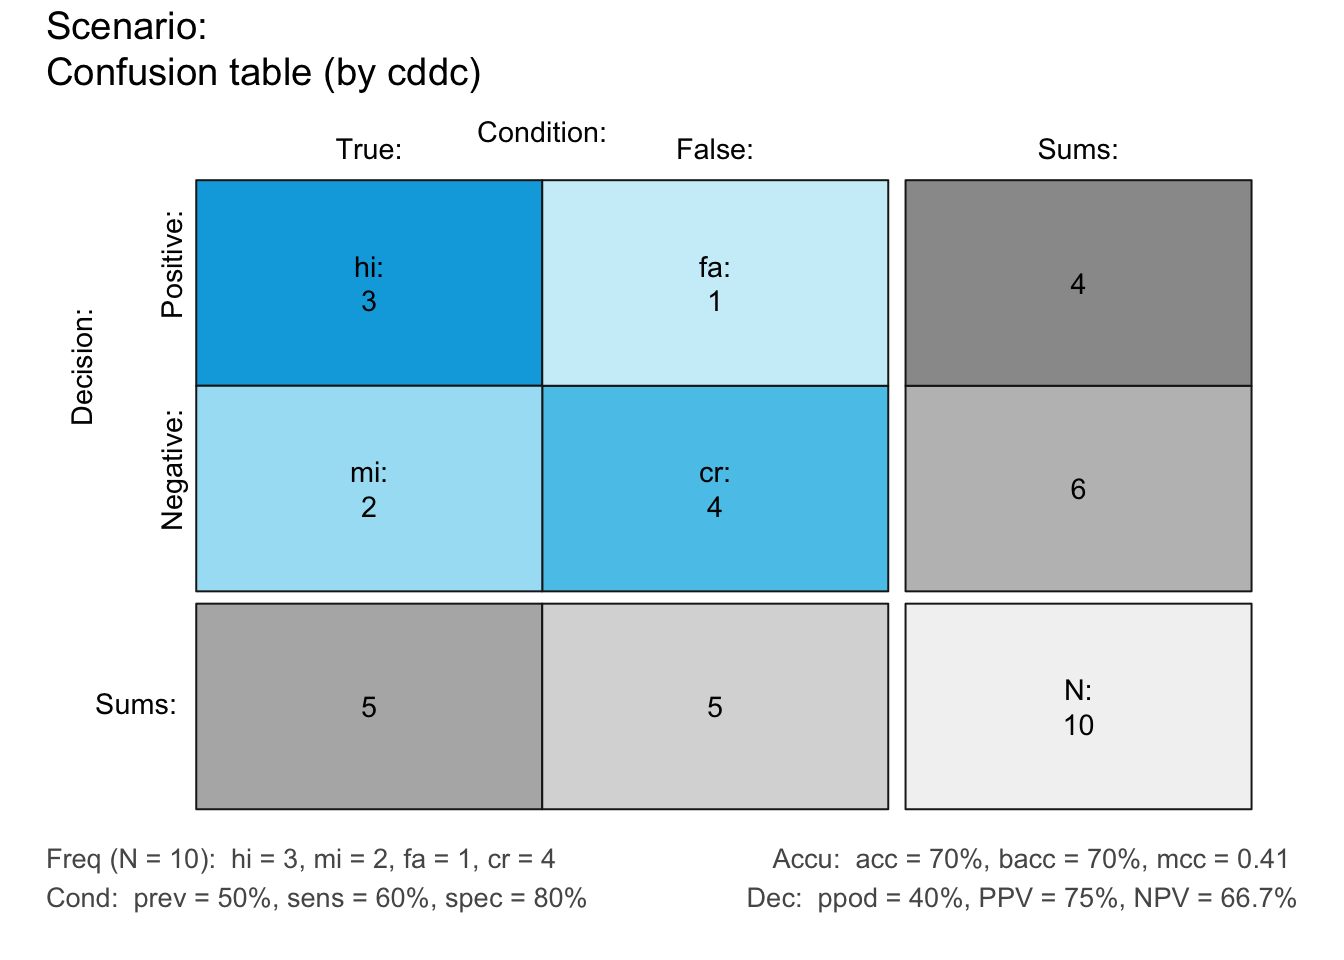 Scenario:
Confusion table (by cddc)
Condition:
True:
False:
Sums:
Decision:
Positive:
hi:
3
fa:
1
4
Negative:
mi:
2
cr:
4
6
Sums:
5
5
N:
10
Freq (N = 10):  hi = 3, mi = 2, fa = 1, cr = 4
Accu:  acc = 70%, bacc = 70%, mcc = 0.41
Cond:  prev = 50%, sens = 60%, spec = 80%
Dec:  ppod = 40%, PPV = 75%, NPV = 66.7%